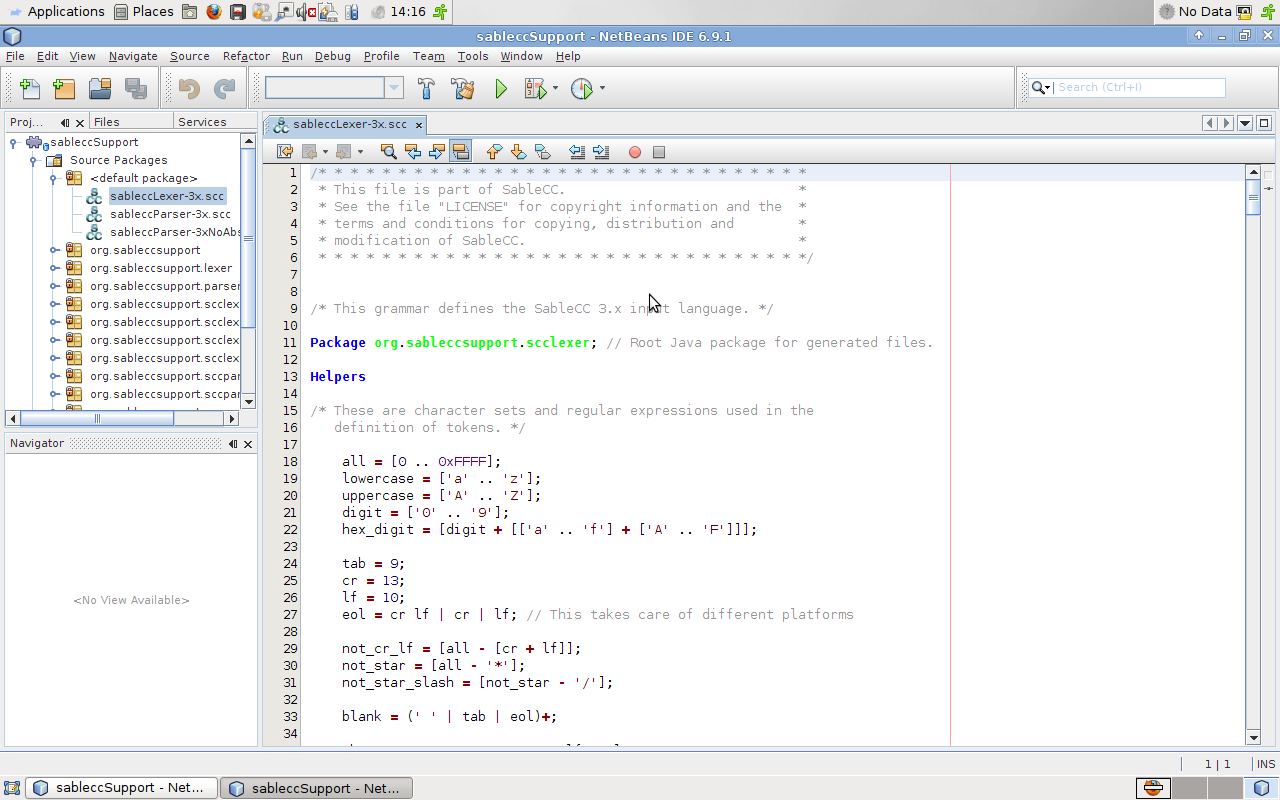 Applications Places 14:16 No Data
sableccSupport - NetBeans IDE 6.9.1
File Edit View Navigate Source Refactor Run Debug Profile Team Tools Window Help
Search (Ctrl+I)
Proj... Files Services
sableccSupport
Source Packages
<default package>
sableccLexer-3x.scc
sableccParser-3x.scc
sableccParser-3xNoAbs
org.sableccsupport
org.sableccsupport.lexer
org.sableccsupport.parser
org.sableccsupport.scclex
org.sableccsupport.scclex
org.sableccsupport.scclex
org.sableccsupport.scclex
org.sableccsupport.sccpar
org.sableccsupport.sccpar
Navigator
<No View Available>
sableccLexer-3x.scc
1 /* * * * * * * * * * * * * * * * * * * * * * * * * * * * * * *
2 * This file is part of SableCC. *
3 * See the file "LICENSE" for copyright information and the *
4 * terms and conditions for copying, distribution and *
5 * modification of SableCC. *
6 * * * * * * * * * * * * * * * * * * * * * * * * * * * * * * */
7
8
9 /* This grammar defines the SableCC 3.x input language. */
10
11 Package org.sableccsupport.scclexer; // Root Java package for generated files.
12
13 Helpers
14
15 /* These are character sets and regular expressions used in the
16 definition of tokens. */
17
18 all = [0 .. 0xFFFF];
19 lowercase = ['a' .. 'z'];
20 uppercase = ['A' .. 'Z'];
21 digit = ['0' .. '9'];
22 hex_digit = [digit + [['a' .. 'f'] + ['A' .. 'F']]];
23
24 tab = 9;
25 cr = 13;
26 lf = 10;
27 eol = cr lf | cr | lf; // This takes care of different platforms
28
29 not_cr_lf = [all - [cr + lf]];
30 not_star = [all - '*'];
31 not_star_slash = [not_star - '/'];
32
33 blank = (' ' | tab | eol)+;
34
1 | 1 INS
sableccSupport - Net... sableccSupport - Net...